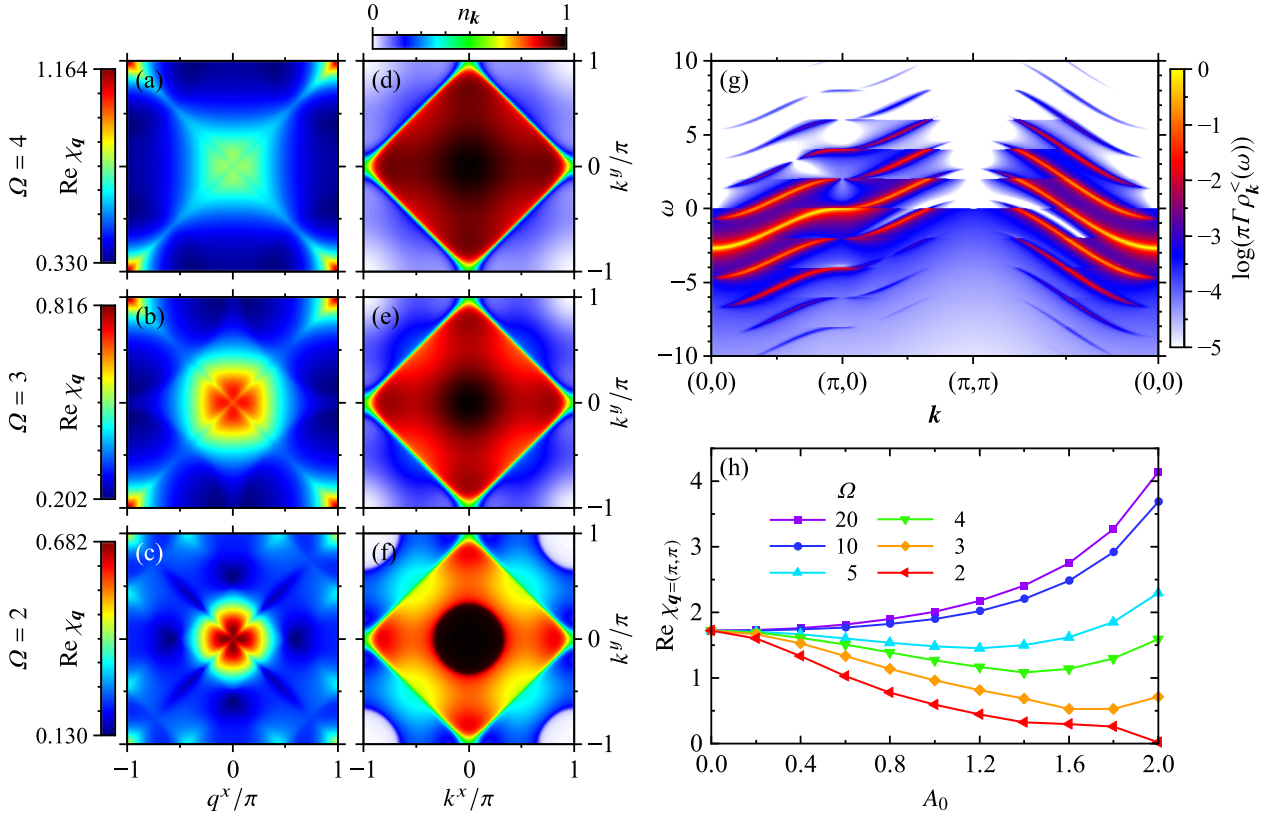 0 n_k 1
(a)
1.164
Ω = 4
Re χ_q
0.330
(d)
1
0
−1
k^y/π
(b)
0.816
Ω = 3
Re χ_q
0.202
(e)
1
0
−1
k^y/π
(c)
0.682
Ω = 2
Re χ_q
0.130
(f)
1
0
−1
k^y/π
−1 0 1
q^x/π
−1 0 1
k^x/π
(g)
10
5
0
−5
−10
ω
(0,0) (π,0) (π,π) (0,0)
k
0
−1
−2
−3
−4
−5
log(πΓρ_k^<(ω))
(h)
4
3
2
1
0
Re χ_q=(π,π)
Ω
20 4
10 3
5 2
0.0 0.4 0.8 1.2 1.6 2.0
A_0